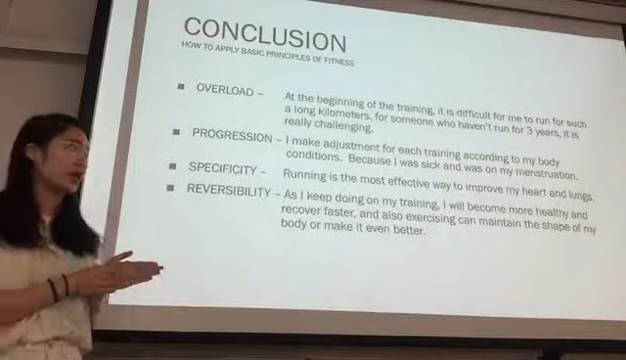 CONCLUSION
HOW TO APPLY BASIC PRINCIPLES OF FITNESS
OVERLOAD – At the beginning of the training, it is difficult for me to run for such
a long kilometers, for someone who haven't run for 3 years, it is
really challenging.
PROGRESSION – I make adjustment for each training according to my body
conditions. Because I was sick and was on my menstruation.
SPECIFICITY – Running is the most effective way to improve my heart and lungs.
REVERSIBILITY – As I keep doing on my training, I will become more healthy and
recover faster, and also exercising can maintain the shape of my
body or make it even better.